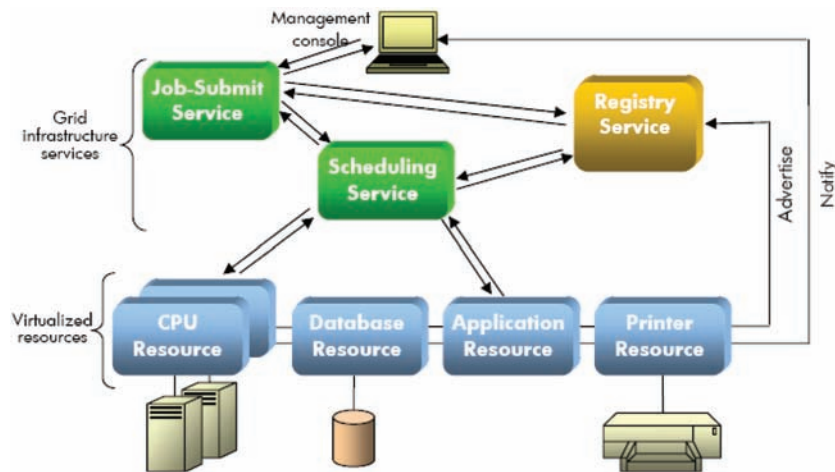 Management
console
Job-Submit
Service
Registry
Service
Grid
infrastructure
services
Scheduling
Service
Advertise
Notify
Virtualized
resources
CPU
Resource
Database
Resource
Application
Resource
Printer
Resource